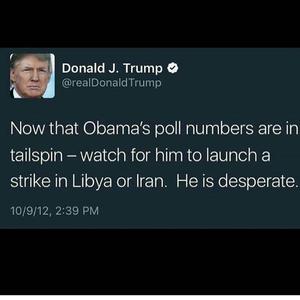 Donald J. Trump
@realDonaldTrump
Now that Obama's poll numbers are in
tailspin – watch for him to launch a
strike in Libya or Iran. He is desperate.
10/9/12, 2:39 PM